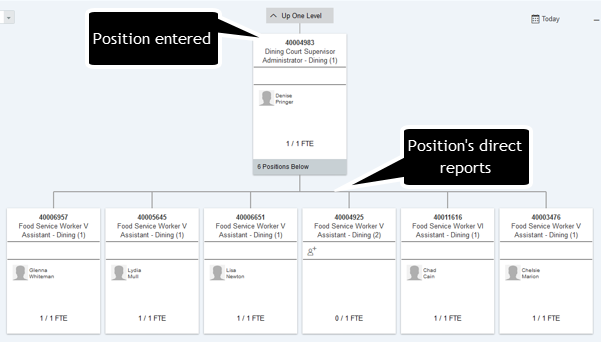 Up One Level
Today
Position entered
40004983
Dining Court Supervisor
Administrator - Dining (1)
Denise
Pringer
1 / 1 FTE
6 Positions Below
Position's direct
reports
40006957
Food Service Worker V
Assistant - Dining (1)
Glenna
Whiteman
1 / 1 FTE
40005645
Food Service Worker V
Assistant - Dining (1)
Lydia
Mull
1 / 1 FTE
40006651
Food Service Worker V
Assistant - Dining (1)
Lisa
Newton
1 / 1 FTE
40004925
Food Service Worker V
Assistant - Dining (2)
0 / 1 FTE
40011616
Food Service Worker VI
Assistant - Dining (1)
Chad
Cain
1 / 1 FTE
40003476
Food Service Worker V
Assistant - Dining (1)
Chelsie
Marion
1 / 1 FTE